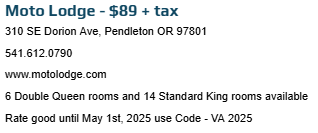 Moto Lodge - $89 + tax
310 SE Dorion Ave, Pendleton OR 97801
541.612.0790
www.motolodge.com
6 Double Queen rooms and 14 Standard King rooms available
Rate good until May 1st, 2025 use Code - VA 2025